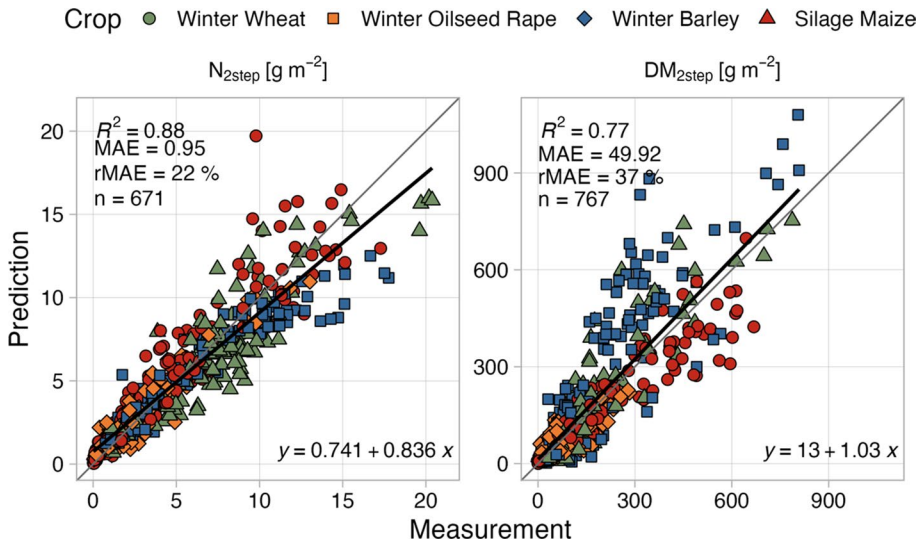 Crop Winter Wheat Winter Oilseed Rape Winter Barley Silage Maize
N2step [g m−2]
DM2step [g m−2]
R2 = 0.88
MAE = 0.95
rMAE = 22 %
n = 671
y = 0.741 + 0.836 x
R2 = 0.77
MAE = 49.92
rMAE = 37 %
n = 767
y = 13 + 1.03 x
Prediction
20
15
10
5
0
0 5 10 15 20
900
600
300
0
0 300 600 900
Measurement